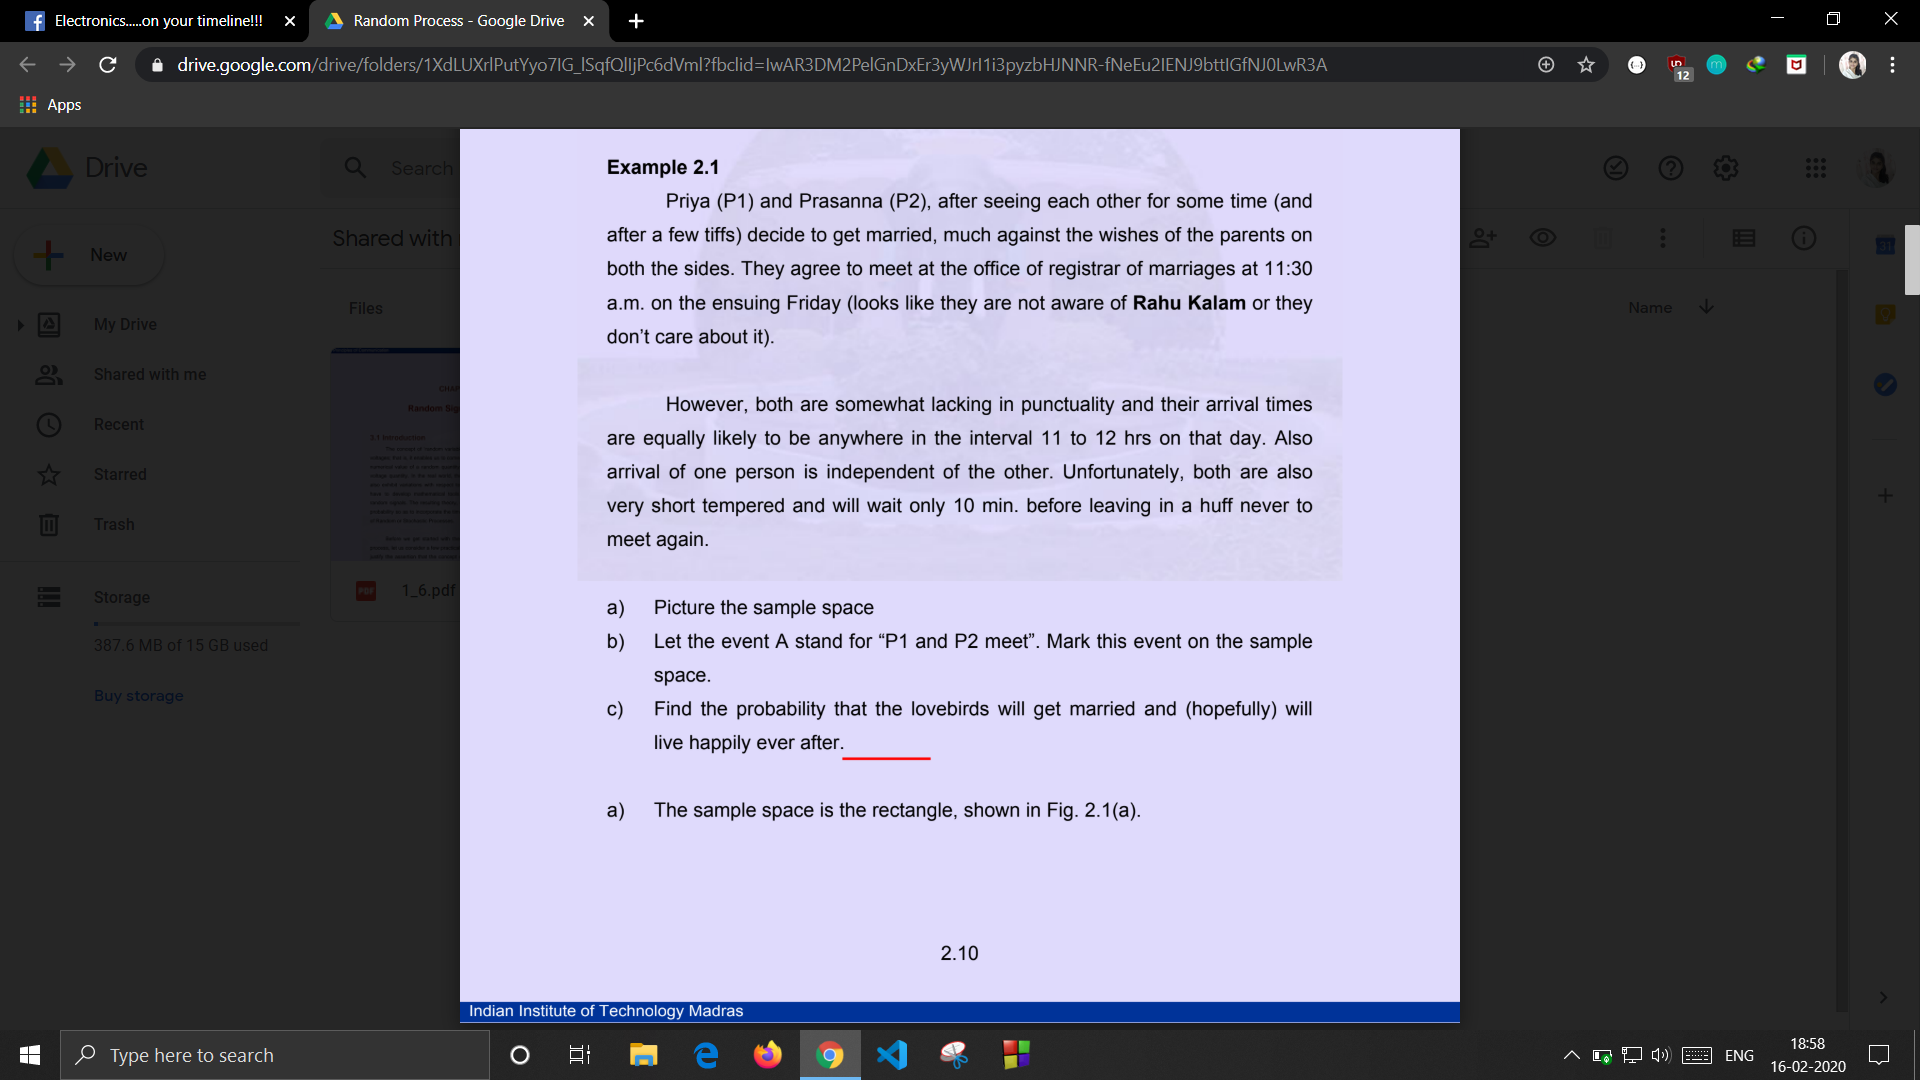 Electronics.....on your timeline!!!
Random Process - Google Drive
drive.google.com/drive/folders/1XdLUXrlPutYyo7IG_lSqfQlIjPc6dVmI?fbclid=IwAR3DM2PelGnDxEr3yWJrI1i3pyzbHJNNR-fNeEu2IENJ9bttIGfNJ0LwR3A
12
Apps
Drive
Search
New
Shared with
Files
Name
My Drive
Shared with me
Recent
Starred
Trash
Storage
387.6 MB of 15 GB used
Buy storage
PDF
1_6.pdf
31
Example 2.1
Priya (P1) and Prasanna (P2), after seeing each other for some time (and
after a few tiffs) decide to get married, much against the wishes of the parents on
both the sides. They agree to meet at the office of registrar of marriages at 11:30
a.m. on the ensuing Friday (looks like they are not aware of Rahu Kalam or they
don’t care about it).
However, both are somewhat lacking in punctuality and their arrival times
are equally likely to be anywhere in the interval 11 to 12 hrs on that day. Also
arrival of one person is independent of the other. Unfortunately, both are also
very short tempered and will wait only 10 min. before leaving in a huff never to
meet again.
a) Picture the sample space
b) Let the event A stand for “P1 and P2 meet”. Mark this event on the sample
space.
c) Find the probability that the lovebirds will get married and (hopefully) will
live happily ever after.
a) The sample space is the rectangle, shown in Fig. 2.1(a).
2.10
Indian Institute of Technology Madras
Type here to search
ENG
18:58
16-02-2020